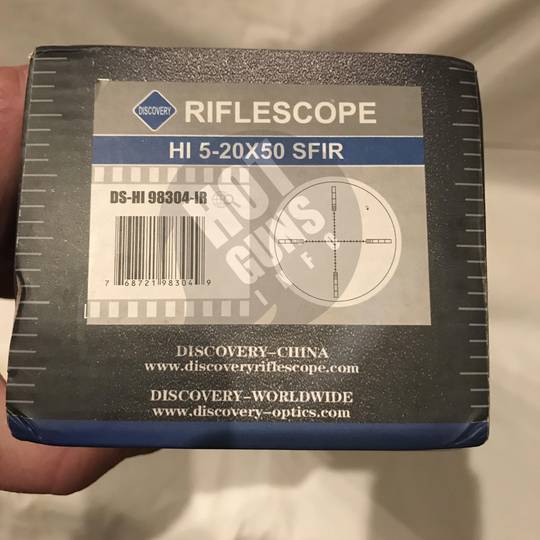 DISCOVERY
RIFLESCOPE
HI 5-20X50 SFIR
DS-HI 98304-IR
HOT
GUNS
INFO
7 68721 98304 9
DISCOVERY–CHINA
www.discoveryriflescope.com
DISCOVERY–WORLDWIDE
www.discovery-optics.com